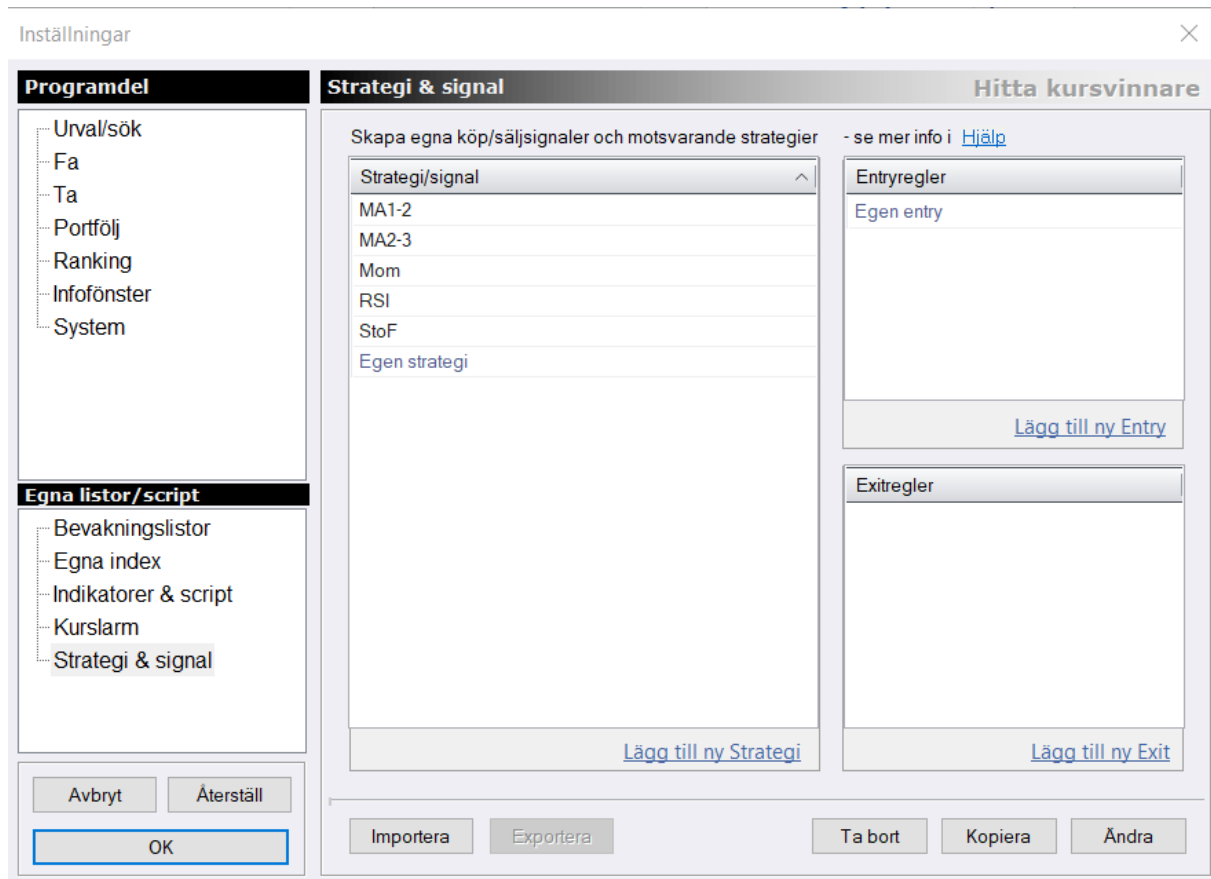 Inställningar
Programdel
Urval/sök
Fa
Ta
Portfölj
Ranking
Infofönster
System
Egna listor/script
Bevakningslistor
Egna index
Indikatorer & script
Kurslarm
Strategi & signal
Avbryt Återställ
OK
Strategi & signal Hitta kursvinnare
Skapa egna köp/säljsignaler och motsvarande strategier - se mer info i Hjälp
Strategi/signal
MA1-2
MA2-3
Mom
RSI
StoF
Egen strategi
Lägg till ny Strategi
Entryregler
Egen entry
Lägg till ny Entry
Exitregler
Lägg till ny Exit
Importera Exportera Ta bort Kopiera Ändra